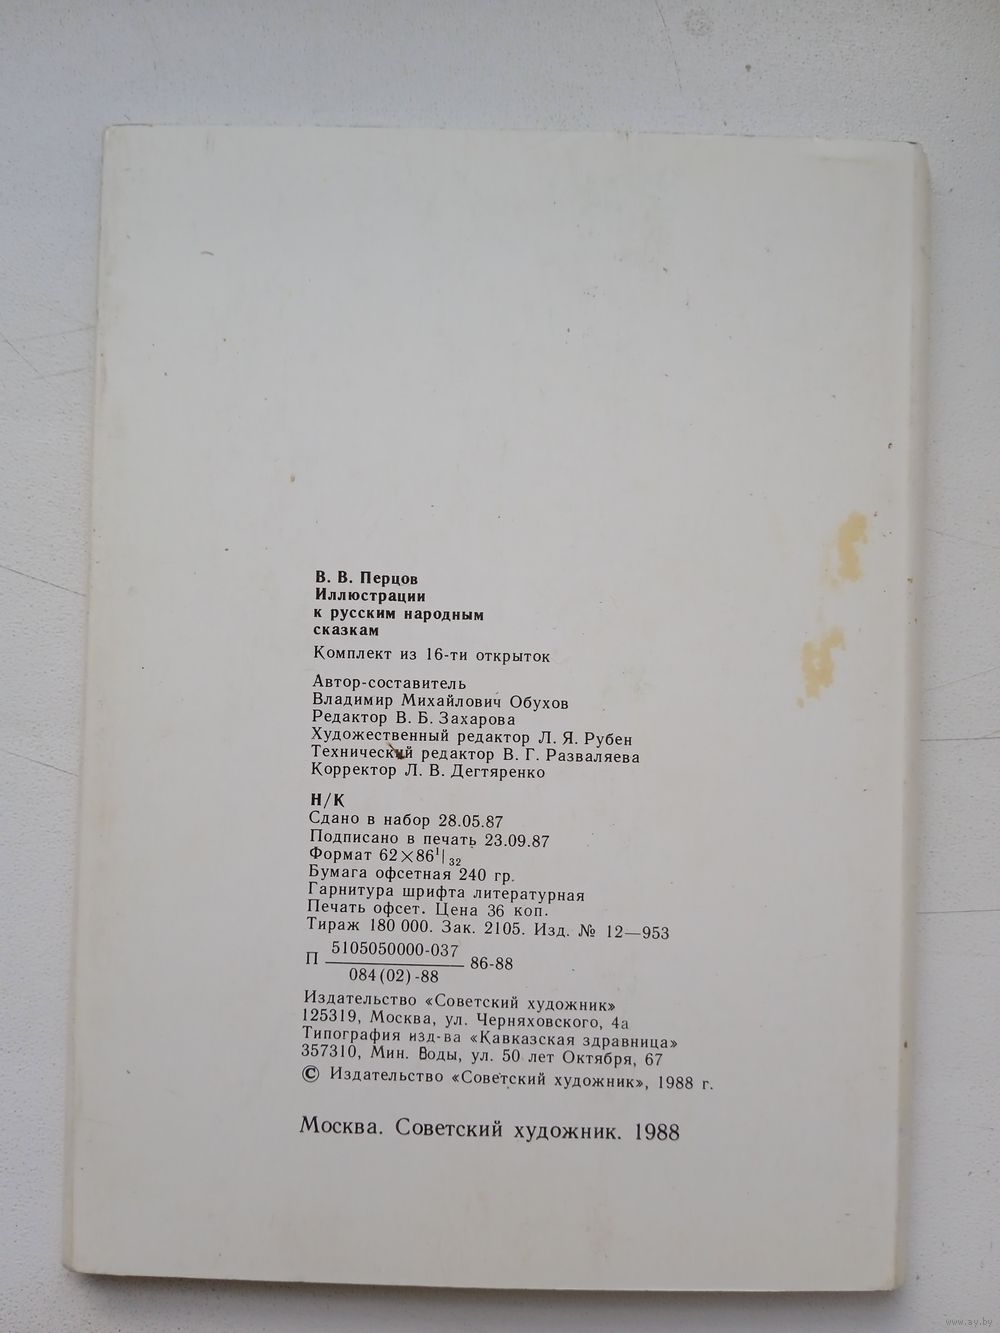 В. В. Перцов
Иллюстрации
к русским народным
сказкам
Комплект из 16-ти открыток
Автор-составитель
Владимир Михайлович Обухов
Редактор В. Б. Захарова
Художественный редактор Л. Я. Рубен
Технический редактор В. Г. Разваляева
Корректор Л. В. Дегтяренко
Н/К
Сдано в набор 28.05.87
Подписано в печать 23.09.87
Формат 62×86¹|₃₂
Бумага офсетная 240 гр.
Гарнитура шрифта литературная
Печать офсет. Цена 36 коп.
Тираж 180 000. Зак. 2105. Изд. № 12—953
5105050000-037
П 86-88
084(02)-88
Издательство «Советский художник»
125319, Москва, ул. Черняховского, 4а
Типография изд-ва «Кавказская здравница»
357310, Мин. Воды, ул. 50 лет Октября, 67
© Издательство «Советский художник», 1988 г.
Москва. Советский художник. 1988
www.ay.by